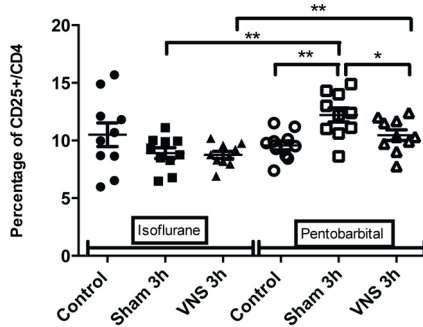 **
**
** *
20
15
10
5
0
Percentage of CD25+/CD4
Isoflurane Pentobarbital
Control Sham 3h VNS 3h Control Sham 3h VNS 3h